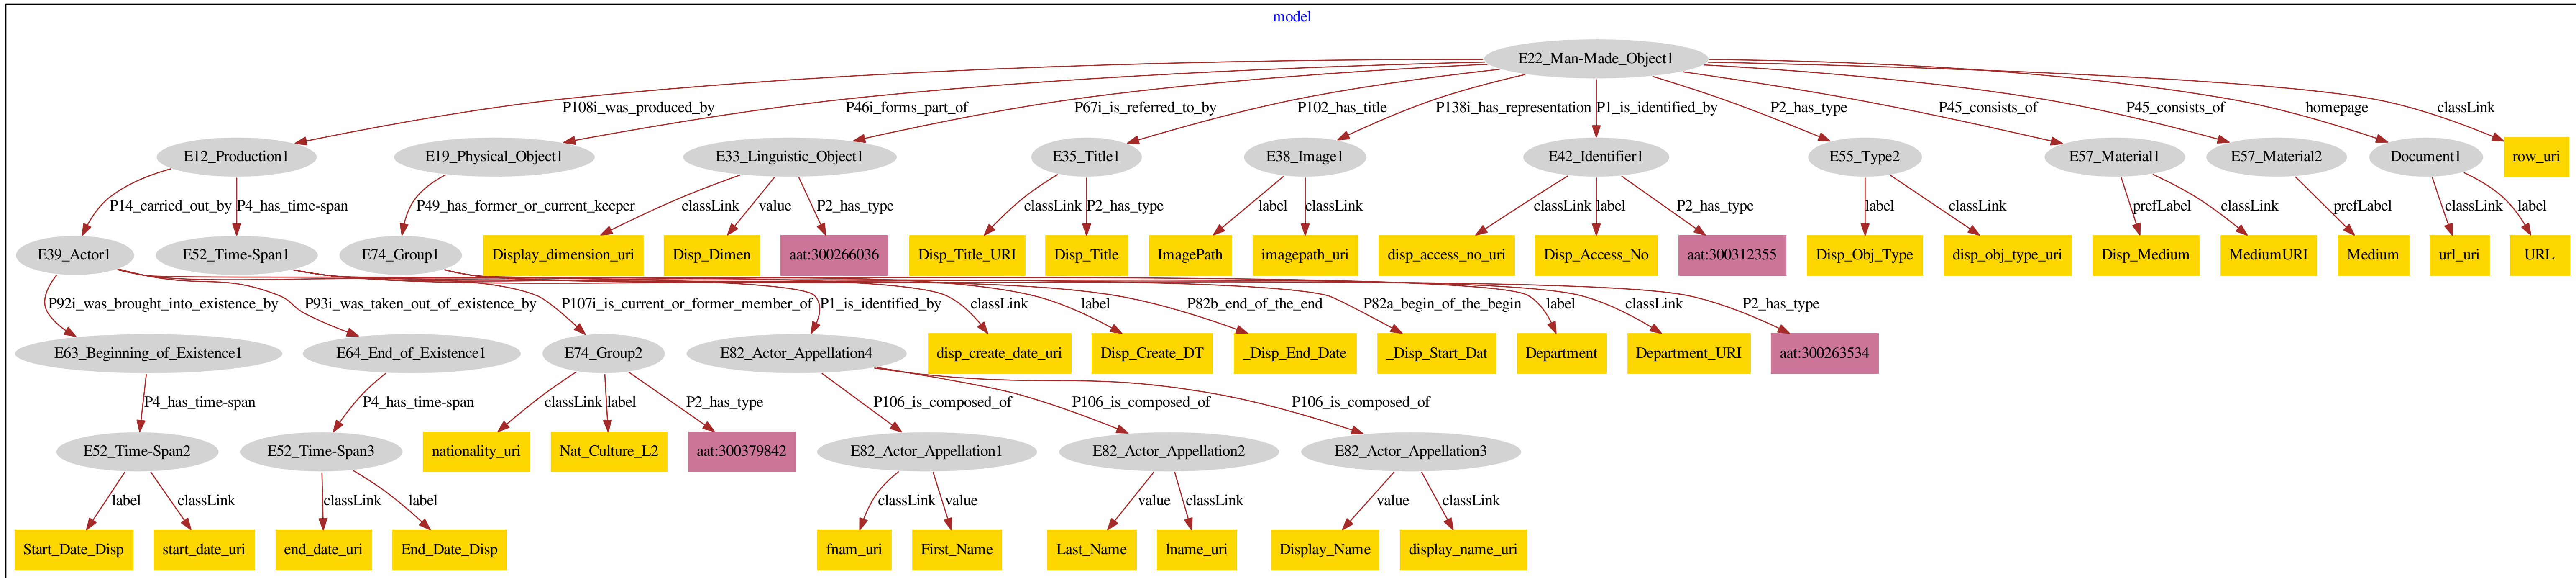 model
E22_Man-Made_Object1
P108i_was_produced_by P46i_forms_part_of P67i_is_referred_to_by P102_has_title P138i_has_representation P1_is_identified_by P2_has_type P45_consists_of P45_consists_of homepage classLink
E12_Production1 E19_Physical_Object1 E33_Linguistic_Object1 E35_Title1 E38_Image1 E42_Identifier1 E55_Type2 E57_Material1 E57_Material2 Document1 row_uri
P14_carried_out_by P4_has_time-span P49_has_former_or_current_keeper classLink value P2_has_type classLink P2_has_type label classLink classLink label P2_has_type label classLink prefLabel classLink prefLabel classLink label
E39_Actor1 E52_Time-Span1 E74_Group1 Display_dimension_uri Disp_Dimen aat:300266036 Disp_Title_URI Disp_Title ImagePath imagepath_uri disp_access_no_uri Disp_Access_No aat:300312355 Disp_Obj_Type disp_obj_type_uri Disp_Medium MediumURI Medium url_uri URL
P92i_was_brought_into_existence_by P93i_was_taken_out_of_existence_by P107i_is_current_or_former_member_of P1_is_identified_by classLink label P82b_end_of_the_end P82a_begin_of_the_begin label classLink P2_has_type
E63_Beginning_of_Existence1 E64_End_of_Existence1 E74_Group2 E82_Actor_Appellation4 disp_create_date_uri Disp_Create_DT _Disp_End_Date _Disp_Start_Dat Department Department_URI aat:300263534
P4_has_time-span P4_has_time-span classLink label P2_has_type P106_is_composed_of P106_is_composed_of P106_is_composed_of
E52_Time-Span2 E52_Time-Span3 nationality_uri Nat_Culture_L2 aat:300379842 E82_Actor_Appellation1 E82_Actor_Appellation2 E82_Actor_Appellation3
label classLink classLink label classLink value value classLink value classLink
Start_Date_Disp start_date_uri end_date_uri End_Date_Disp fnam_uri First_Name Last_Name lname_uri Display_Name display_name_uri